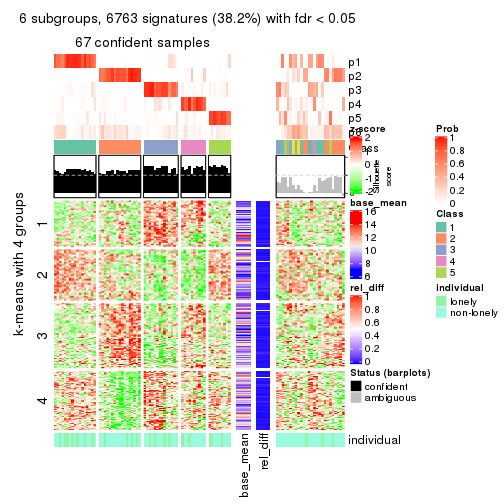 6 subgroups, 6763 signatures (38.2%) with fdr < 0.05
67 confident samples
p1
p2
p3
p4
p5
z-score
2
1
0
-1
-2
Silhouette
score
Prob
1
0.8
0.6
0.4
0.2
0
base_mean
16
14
12
10
8
6
Class
1
2
3
4
5
rel_diff
1
0.8
0.6
0.4
0.2
0
individual
lonely
non-lonely
Status (barplots)
confident
ambiguous
k-means with 4 groups
1
2
3
4
individual
base_mean
rel_diff